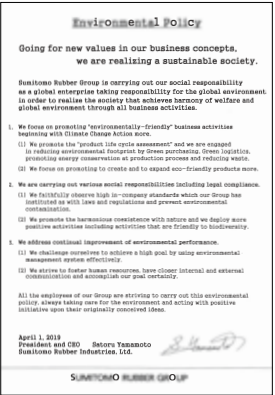 Environmental Policy
Going for new values in our business concepts,
we are realizing a sustainable society.
Sumitomo Rubber Group is carrying out our social responsibility
as a global enterprise taking responsibility for the global environment
in order to realize the society that achieves harmony of welfare and
global environment through all business activities.
1. We focus on promoting "environmentally-friendly" business activities
beginning with Climate Change Action more.
(1) We promote the "product life cycle assessment" and we are engaged
in reducing environmental footprint by Green purchasing, Green logistics,
promoting energy conservation at production process and reducing waste.
(2) We focus on promoting to create and to expand eco-friendly products more.
2. We are carrying out various social responsibilities including legal compliance.
(1) We faithfully observe high in-company standards which our Group has
instituted as with laws and regulations and prevent environmental
contamination.
(2) We promote the harmonious coexistence with nature and we deploy more
positive activities including activities that are friendly to biodiversity.
3. We address continual improvement of environmental performance.
(1) We challenge ourselves to achieve a high goal by using environmental
management system effectively.
(2) We strive to foster human resources, have closer internal and external
communication and accomplish our goal certainly.
All the employees of our Group are striving to carry out this environmental
policy, always taking care for the environment and acting with positive
initiative upon their originally conceived ideas.
April 1, 2019
President and CEO Satoru Yamamoto
Sumitomo Rubber Industries, Ltd.
SUMITOMO RUBBER GROUP